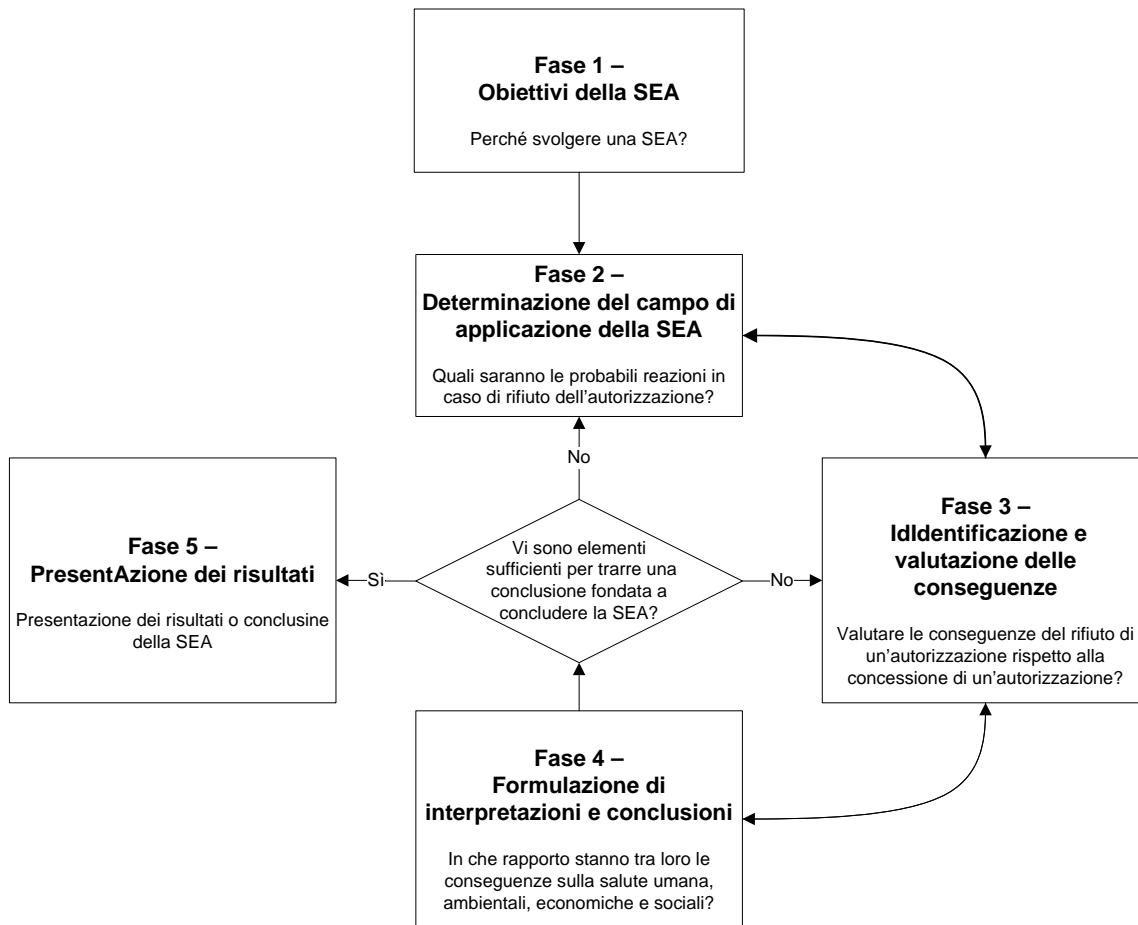 Fase 1 –
Obiettivi della SEA
Perché svolgere una SEA?
Fase 2 –
Determinazione del campo di
applicazione della SEA
Quali saranno le probabili reazioni in
caso di rifiuto dell'autorizzazione?
No
Fase 5 –
PresentAzione dei risultati
Presentazione dei risultati o conclusine
della SEA
Sì
Vi sono elementi
sufficienti per trarre una
conclusione fondata a
concludere la SEA?
No
Fase 3 –
IdIdentificazione e
valutazione delle
conseguenze
Valutare le conseguenze del rifiuto di
un'autorizzazione rispetto alla
concessione di un'autorizzazione?
Fase 4 –
Formulazione di
interpretazioni e conclusioni
In che rapporto stanno tra loro le
conseguenze sulla salute umana,
ambientali, economiche e sociali?